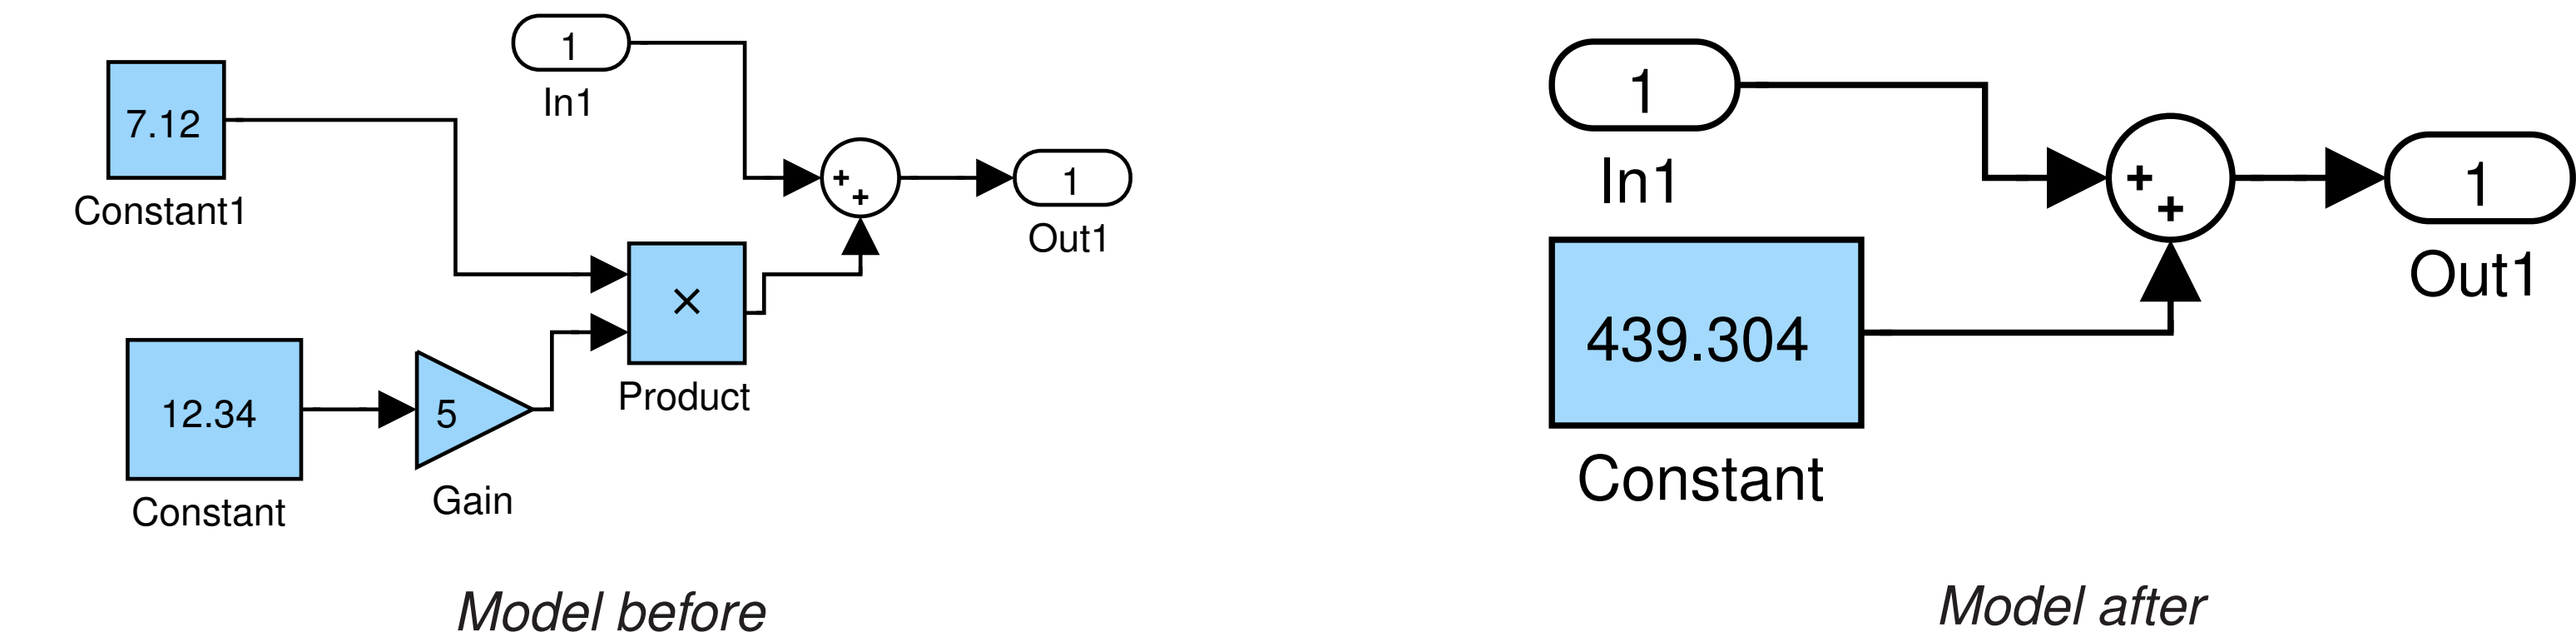 1
In1
7.12
Constant1
+
+
1
Out1
×
Product
12.34
Constant
5
Gain
Model before
1
In1
+
+
1
Out1
439.304
Constant
Model after